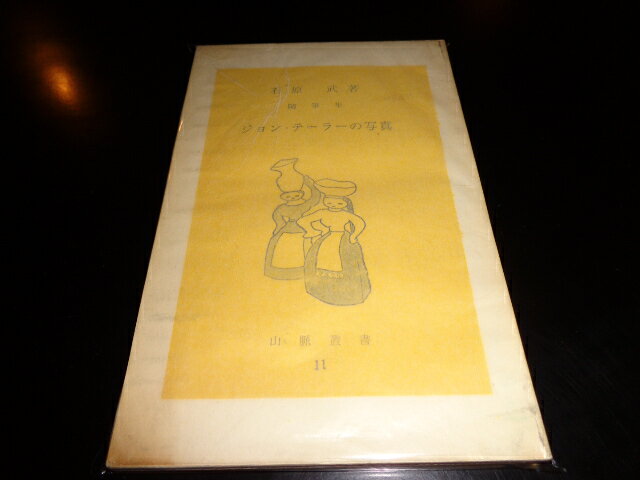 石原 武著
随筆集
ジョン・テーラーの写真
山脈叢書
11